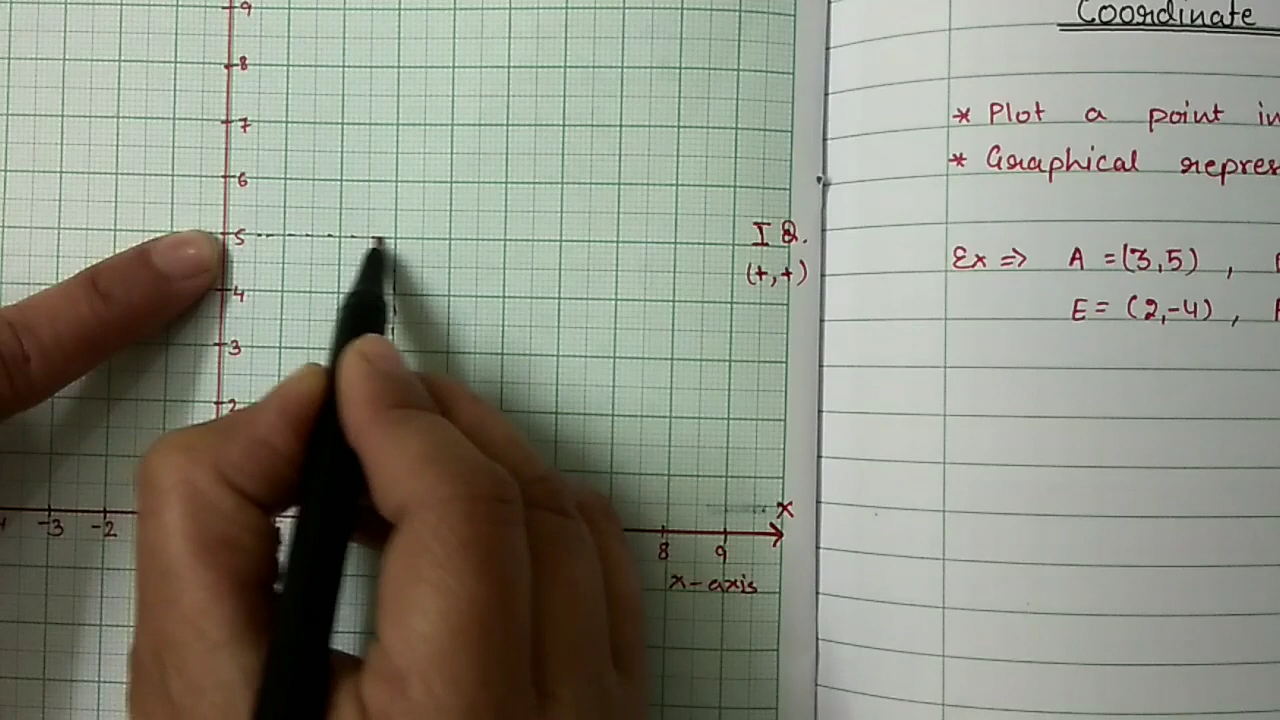 9
8
7
6
5
4
3
2
-3 -2
8 9
x
x-axis
I Q.
(+,+)
Coordinate
* Plot a point in
* Graphical repres
Ex => A =(3,5) ,
E = (2,-4) ,